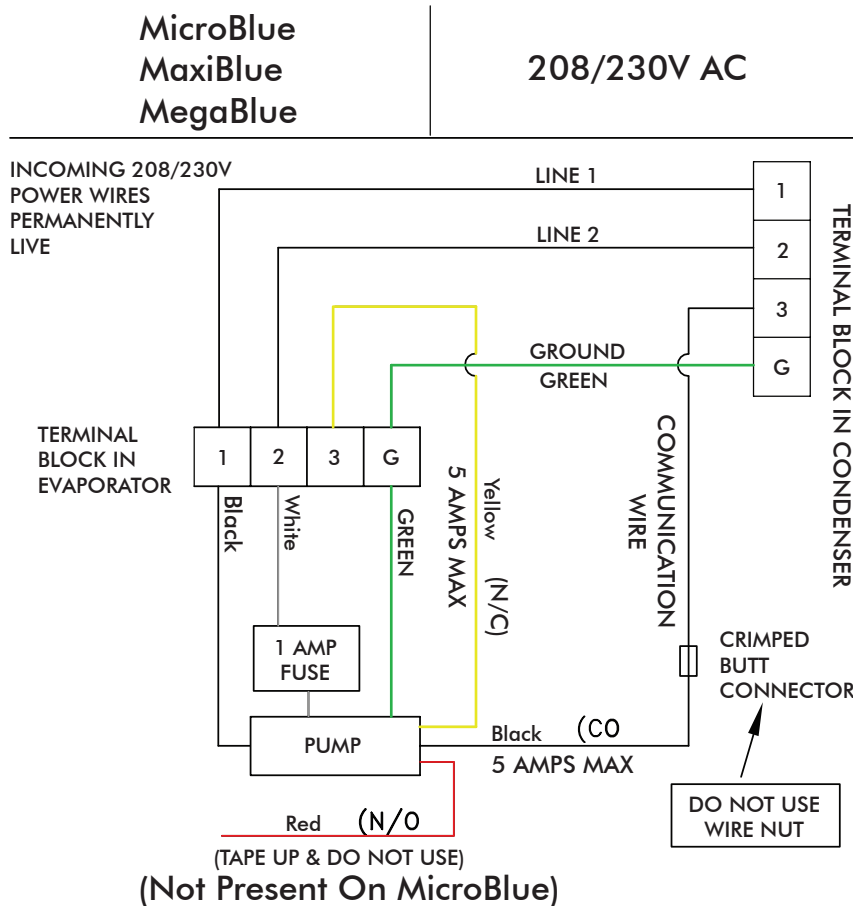 MicroBlue
MaxiBlue
MegaBlue
208/230V AC
INCOMING 208/230V
POWER WIRES
PERMANENTLY
LIVE
LINE 1
LINE 2
1
2
3
G
TERMINAL BLOCK IN CONDENSER
GROUND
GREEN
TERMINAL
BLOCK IN
EVAPORATOR
1
2
3
G
Black
White
GREEN
Yellow (N/C)
5 AMPS MAX
COMMUNICATION
WIRE
1 AMP
FUSE
CRIMPED
BUTT
CONNECTOR
PUMP
Black (CO
5 AMPS MAX
DO NOT USE
WIRE NUT
Red (N/O
(TAPE UP & DO NOT USE)
(Not Present On MicroBlue)